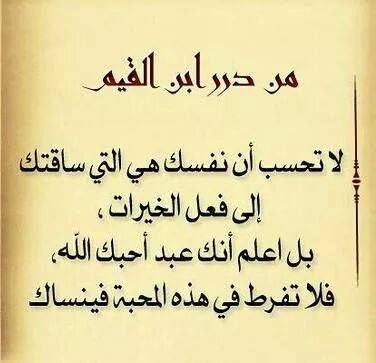 من درر ابن القيم
لا تحسب أن نفسك هي التي ساقتك
إلى فعل الخيرات ،
بل اعلم أنك عبد أحبك الله،
فلا تفرط في هذه المحبة فينساك